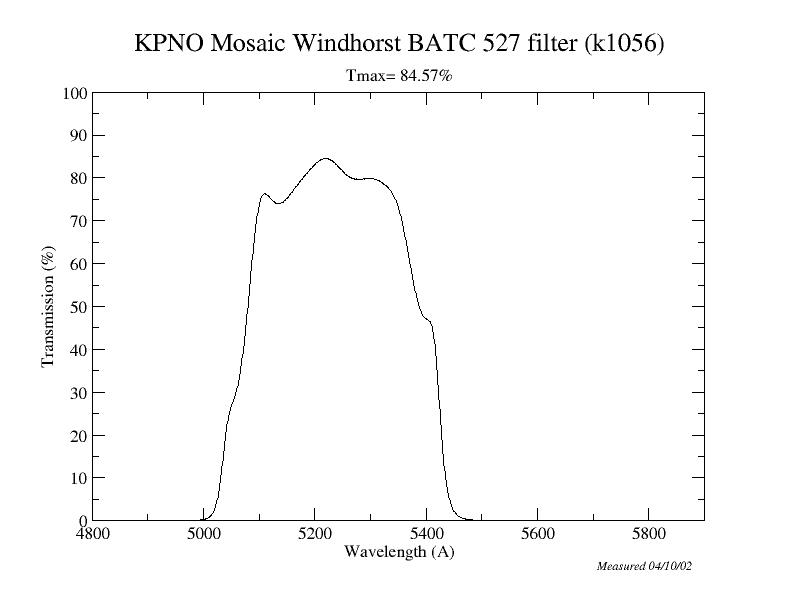 KPNO Mosaic Windhorst BATC 527 filter (k1056)
Tmax= 84.57%
100
90
80
70
60
50
40
30
20
10
0
Transmission (%)
4800 5000 5200 5400 5600 5800
Wavelength (A)
Measured 04/10/02